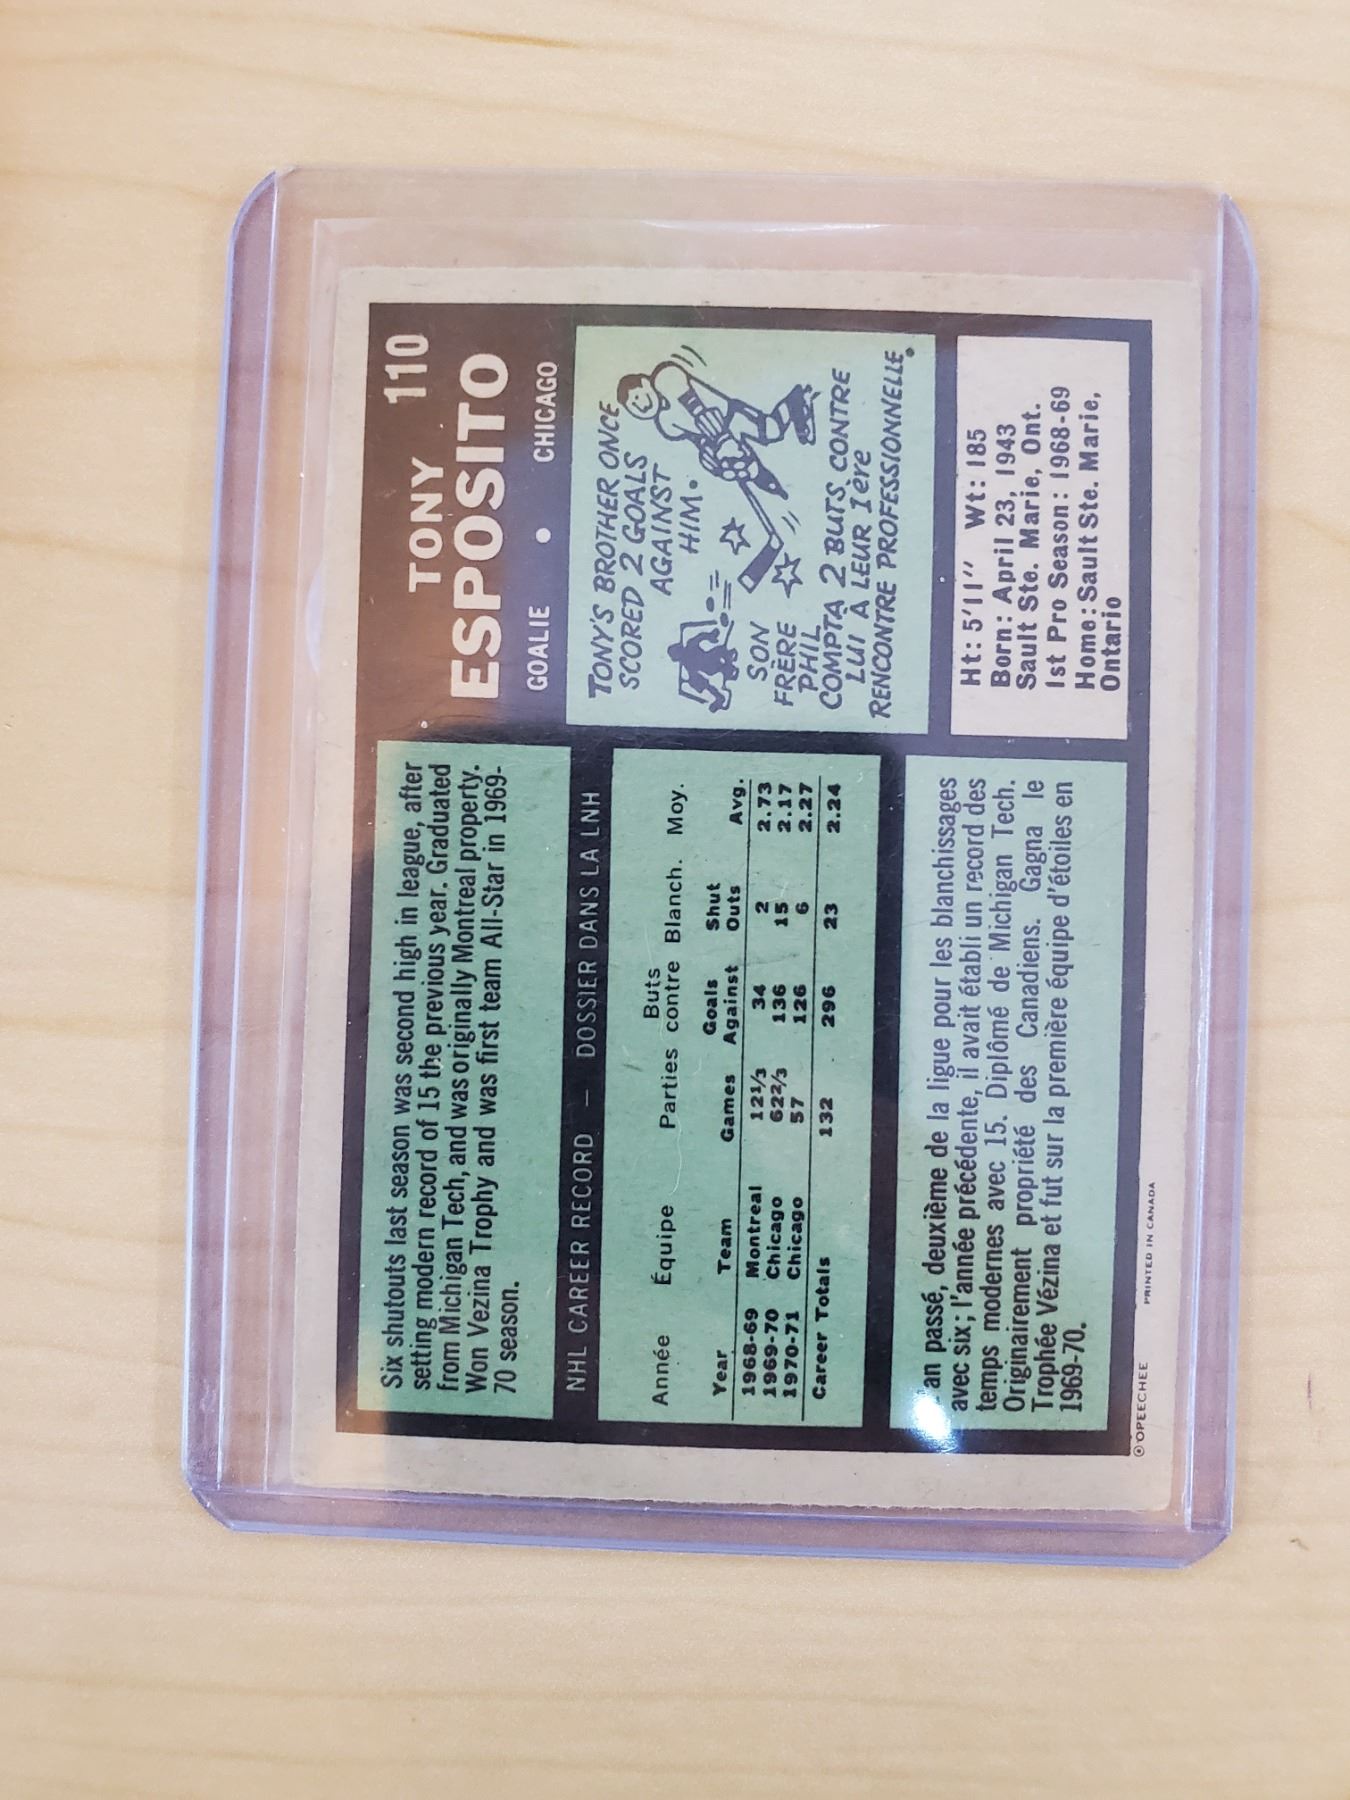 110
TONY
ESPOSITO
GOALIE • CHICAGO
Six shutouts last season was second high in league, after
setting modern record of 15 the previous year. Graduated
from Michigan Tech, and was originally Montreal property.
Won Vezina Trophy and was first team All-Star in 1969-
70 season.
NHL CAREER RECORD — DOSSIER DANS LA LNH
Buts
Année Équipe Parties contre Blanch. Moy.
Goals Shut
Year Team Games Against Outs Avg.
1968-69 Montreal 12⅓ 34 2 2.73
1969-70 Chicago 62⅔ 136 15 2.17
1970-71 Chicago 57 126 6 2.27
Career Totals 132 296 23 2.24
an passé, deuxième de la ligue pour les blanchissages
avec six; l'année précédente, il avait établi un record des
temps modernes avec 15. Diplômé de Michigan Tech.
Originairement propriété des Canadiens. Gagna le
Trophée Vézina et fut sur la première équipe d'étoiles en
1969-70.
TONY'S BROTHER ONCE
SCORED 2 GOALS
AGAINST
HIM.
SON
FRÈRE
PHIL
COMPTA 2 BUTS CONTRE
LUI À LEUR 1ère
RENCONTRE PROFESSIONNELLE.
Ht: 5'11" Wt: 185
Born: April 23, 1943
Sault Ste. Marie, Ont.
1st Pro Season: 1968-69
Home: Sault Ste. Marie,
Ontario
© OPEECHEE PRINTED IN CANADA